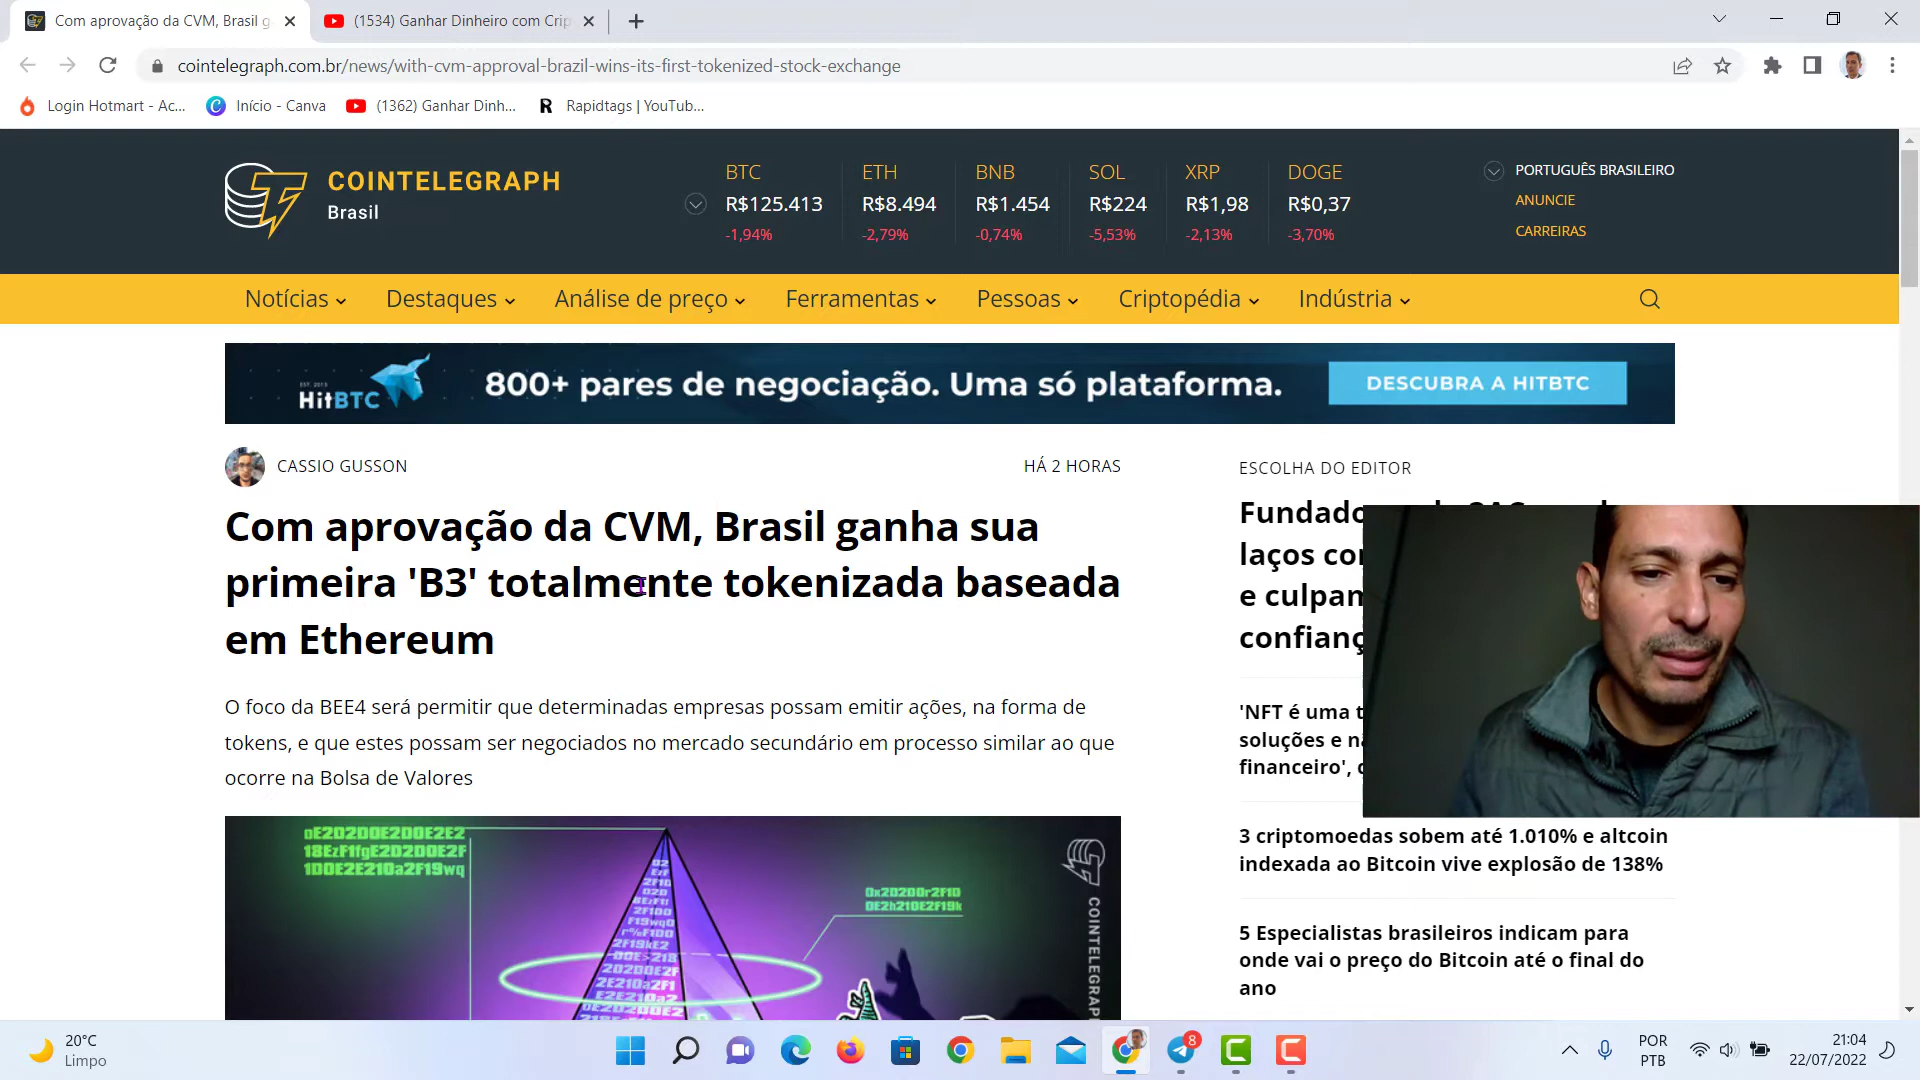 Com aprovação da CVM, Brasil g
(1534) Ganhar Dinheiro com Crip
cointelegraph.com.br/news/with-cvm-approval-brazil-wins-its-first-tokenized-stock-exchange
Login Hotmart - Ac...
Início - Canva
(1362) Ganhar Dinh...
Rapidtags | YouTub...
COINTELEGRAPH
Brasil
BTC ETH BNB SOL XRP DOGE
R$125.413 R$8.494 R$1.454 R$224 R$1,98 R$0,37
-1,94% -2,79% -0,74% -5,53% -2,13% -3,70%
PORTUGUÊS BRASILEIRO
ANUNCIE
CARREIRAS
Notícias Destaques Análise de preço Ferramentas Pessoas Criptopédia Indústria
EST. 2013
HitBTC
800+ pares de negociação. Uma só plataforma.
DESCUBRA A HITBTC
CASSIO GUSSON
HÁ 2 HORAS
Com aprovação da CVM, Brasil ganha sua
primeira 'B3' totalmente tokenizada baseada
em Ethereum
O foco da BEE4 será permitir que determinadas empresas possam emitir ações, na forma de
tokens, e que estes possam ser negociados no mercado secundário em processo similar ao que
ocorre na Bolsa de Valores
COINTELEGRAPH
ESCOLHA DO EDITOR
laços
e
'NFT é uma
soluções e
financeiro',
3 criptomoedas sobem até 1.010% e altcoin
indexada ao Bitcoin vive explosão de 138%
5 Especialistas brasileiros indicam para
onde vai o preço do Bitcoin até o final do
ano
20°C
Limpo
8
POR
PTB
21:04
22/07/2022